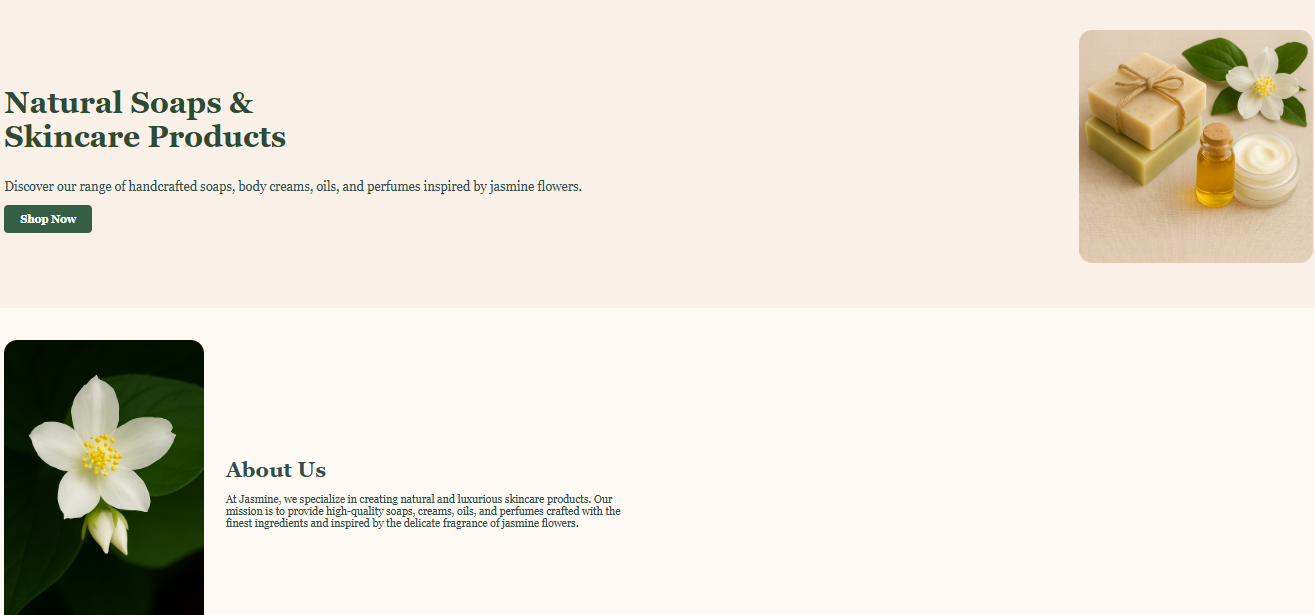 Natural Soaps &
Skincare Products
Discover our range of handcrafted soaps, body creams, oils, and perfumes inspired by jasmine flowers.
Shop Now
About Us
At Jasmine, we specialize in creating natural and luxurious skincare products. Our
mission is to provide high-quality soaps, creams, oils, and perfumes crafted with the
finest ingredients and inspired by the delicate fragrance of jasmine flowers.